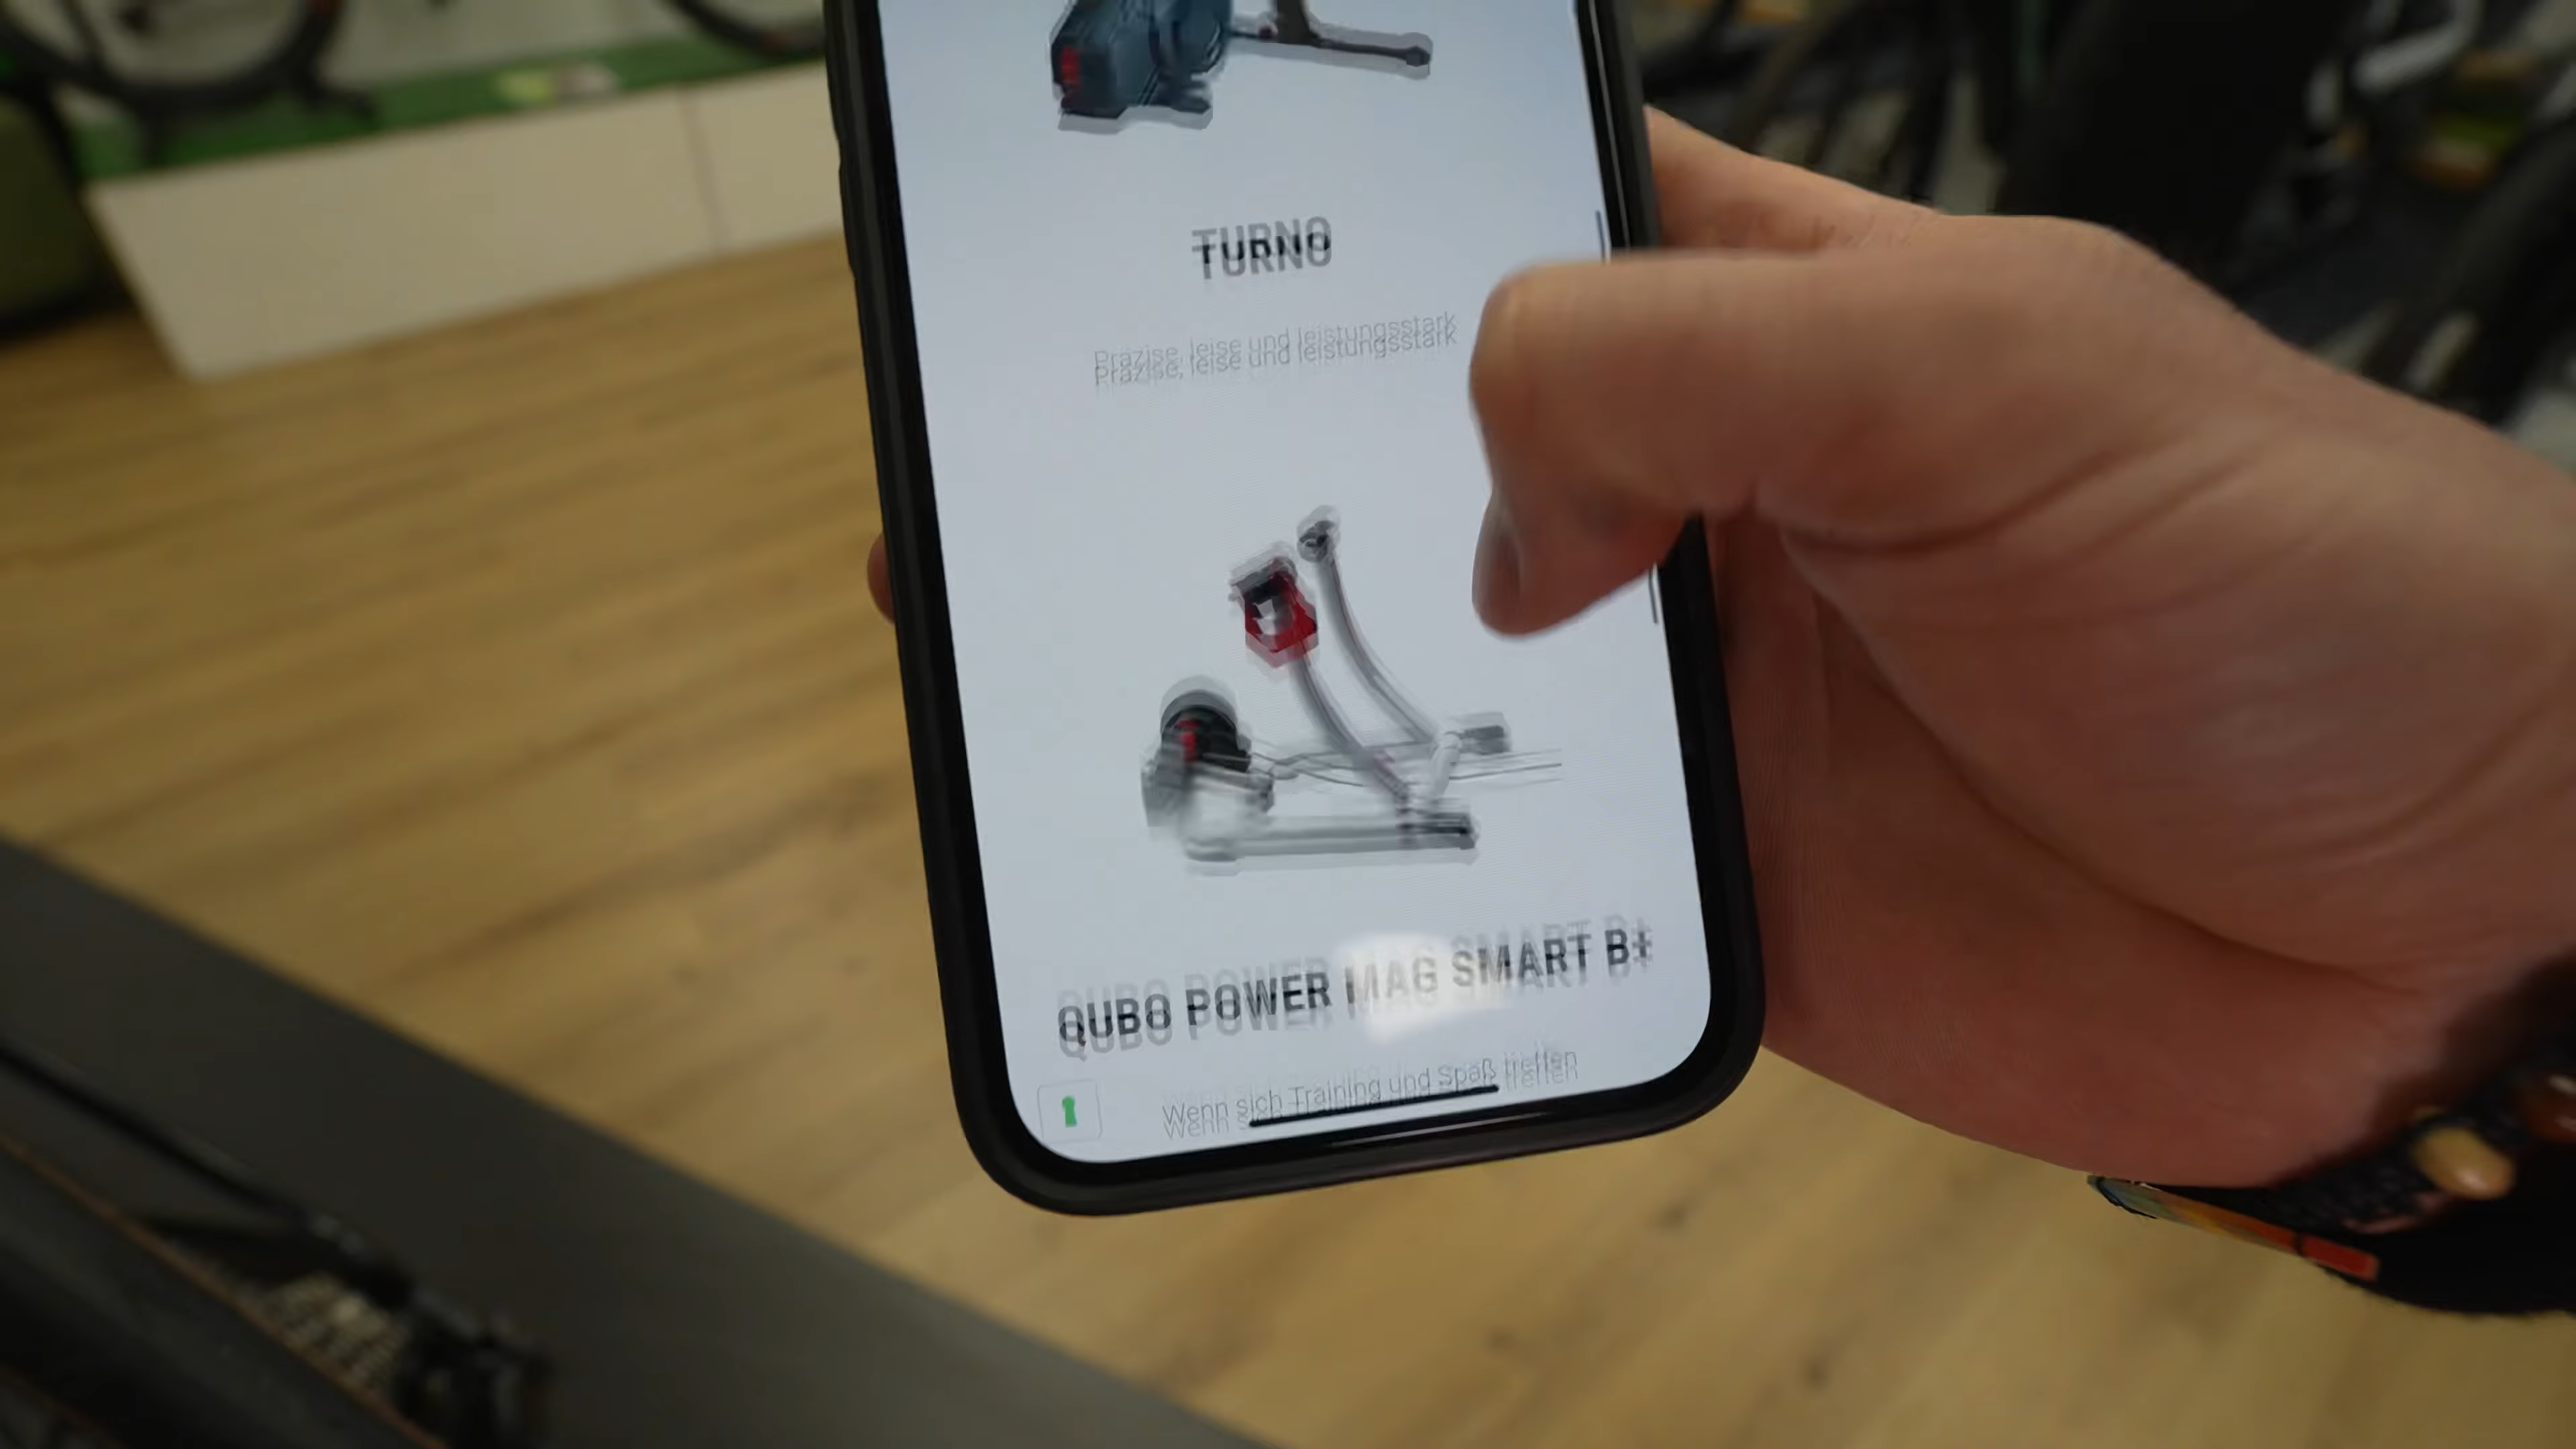 TURNO
Präzise, leise und leistungsstark
QUBO POWER MAG SMART B+
Wenn sich Training und Spaß treffen